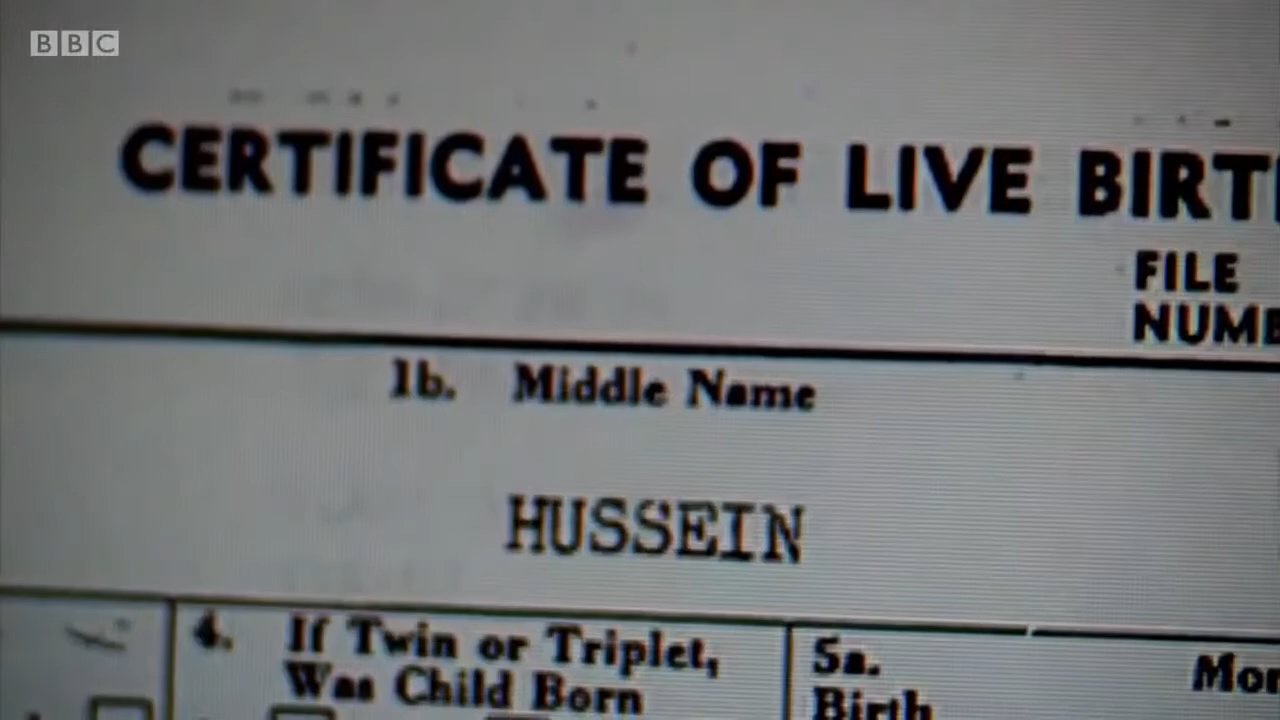 BBC
CERTIFICATE OF LIVE BIRT
FILE
NUMB
1b. Middle Name
HUSSEIN
4. If Twin or Triplet,
Was Child Born
5a.
Birth
Mon